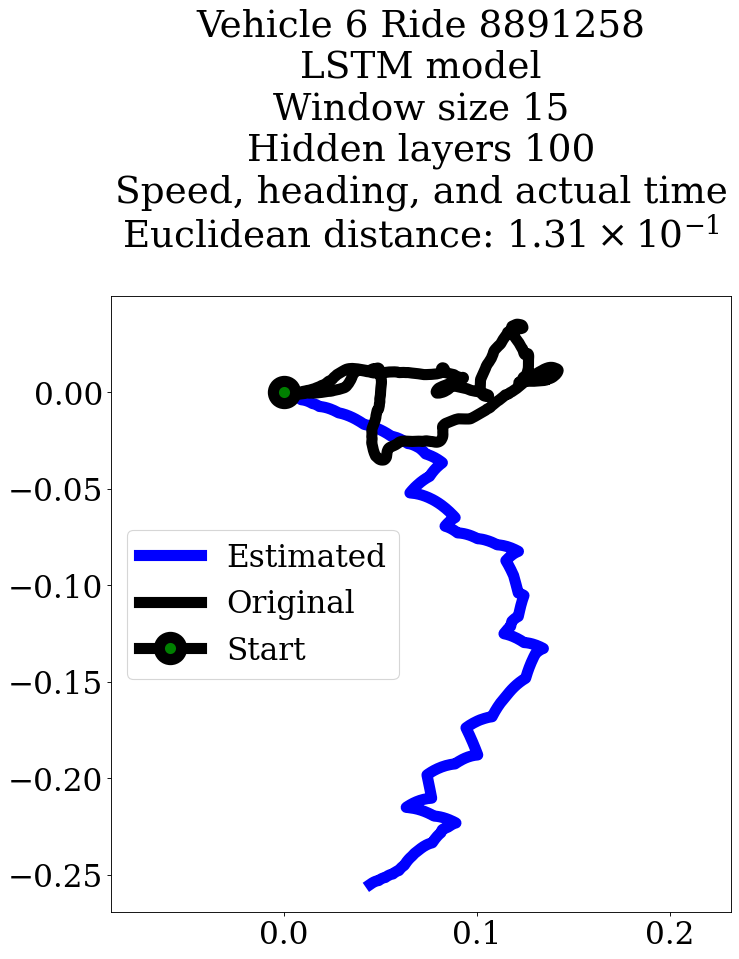 Vehicle 6 Ride 8891258
LSTM model
Window size 15
Hidden layers 100
Speed, heading, and actual time
Euclidean distance: 1.31 × 10⁻¹
0.00
−0.05
−0.10
−0.15
−0.20
−0.25
Estimated
Original
Start
0.0 0.1 0.2